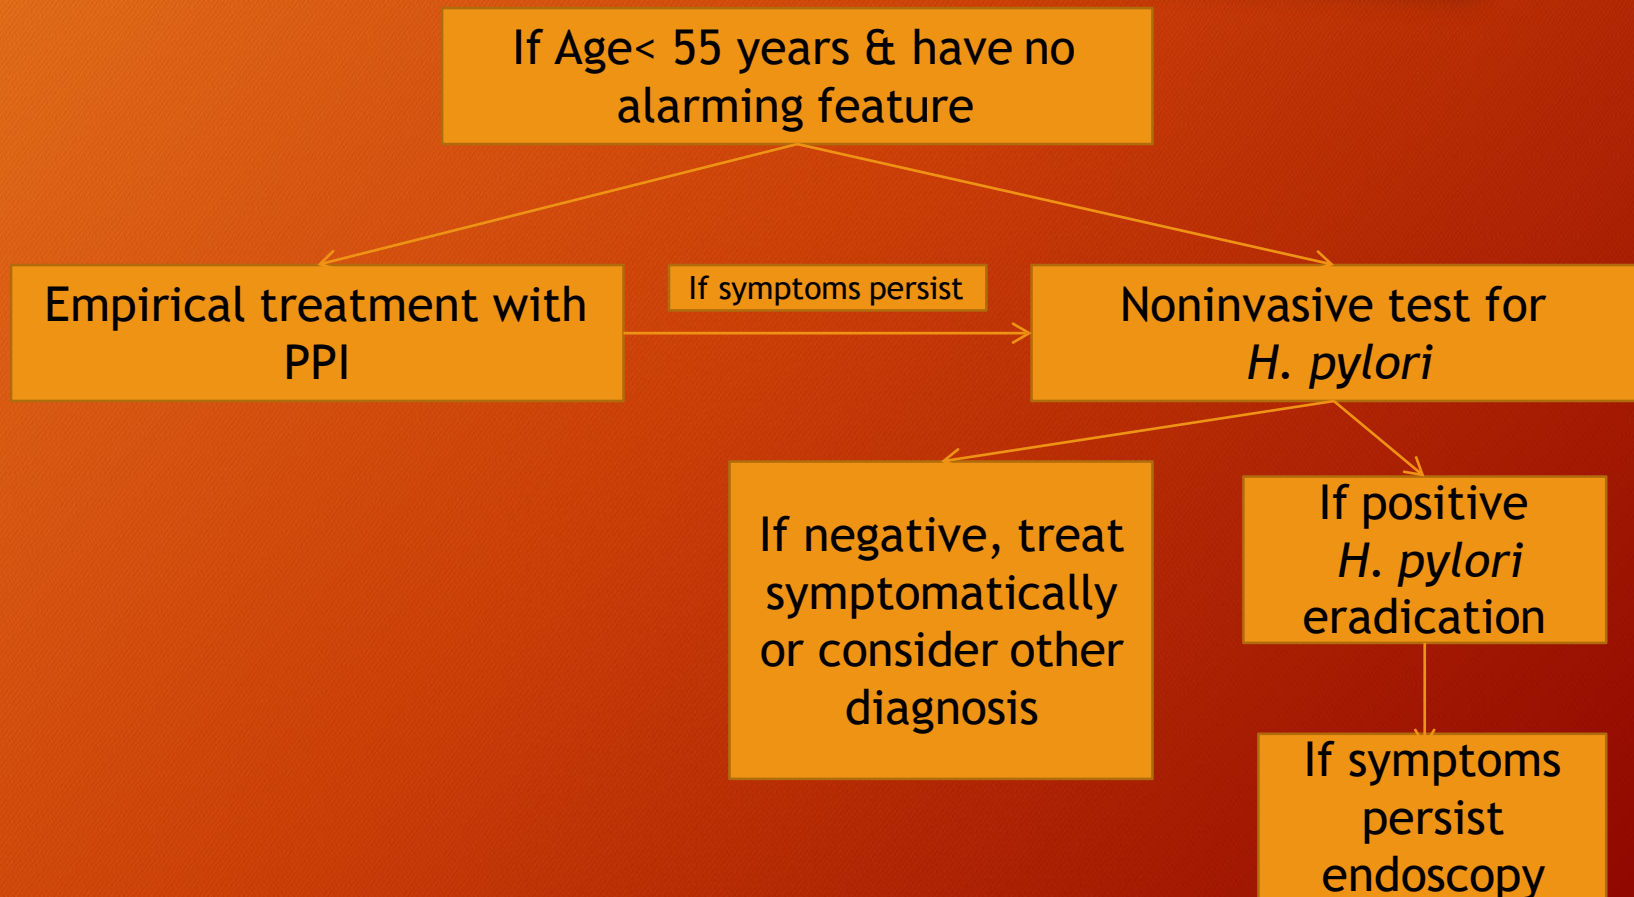 If Age< 55 years & have no
alarming feature
Empirical treatment with
PPI
If symptoms persist
Noninvasive test for
H. pylori
If negative, treat
symptomatically
or consider other
diagnosis
If positive
H. pylori
eradication
If symptoms
persist
endoscopy